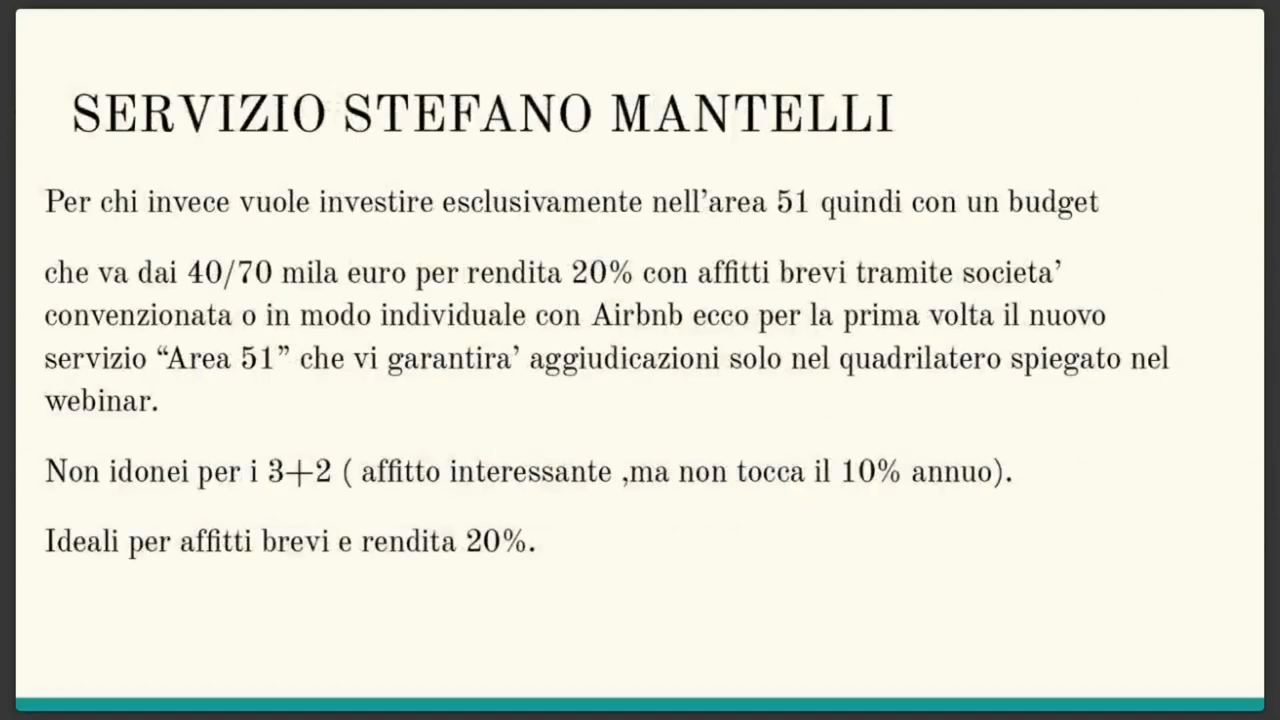 SERVIZIO STEFANO MANTELLI
Per chi invece vuole investire esclusivamente nell’area 51 quindi con un budget
che va dai 40/70 mila euro per rendita 20% con affitti brevi tramite societa’
convenzionata o in modo individuale con Airbnb ecco per la prima volta il nuovo
servizio “Area 51” che vi garantira’ aggiudicazioni solo nel quadrilatero spiegato nel
webinar.
Non idonei per i 3+2 ( affitto interessante ,ma non tocca il 10% annuo).
Ideali per affitti brevi e rendita 20%.